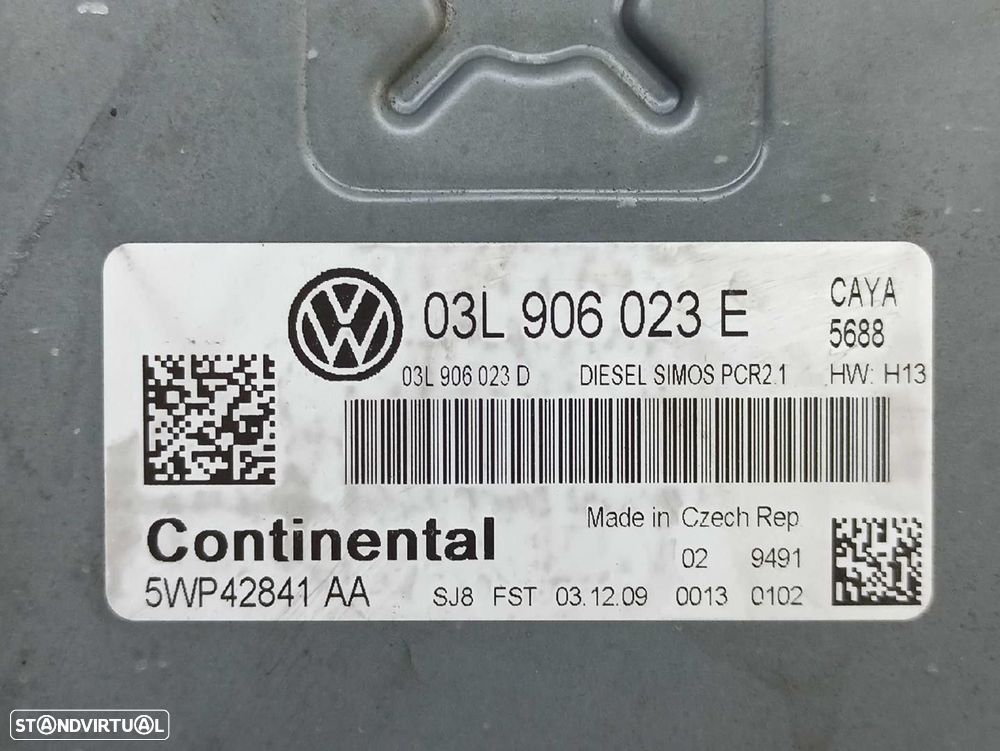 03L 906 023 E
CAYA
5688
03L 906 023 D DIESEL SIMOS PCR2.1 HW: H13
Continental
Made in Czech Rep
02 9491
5WP42841 AA
SJ8 FST 03.12.09 0013 0102
STANDVIRTUAL